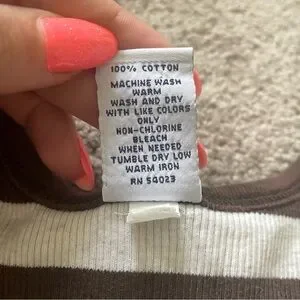 100% COTTON
MACHINE WASH
WARM
WASH AND DRY
WITH LIKE COLORS
ONLY
NON-CHLORINE
BLEACH
WHEN NEEDED
TUMBLE DRY LOW
WARM IRON
RN 54023